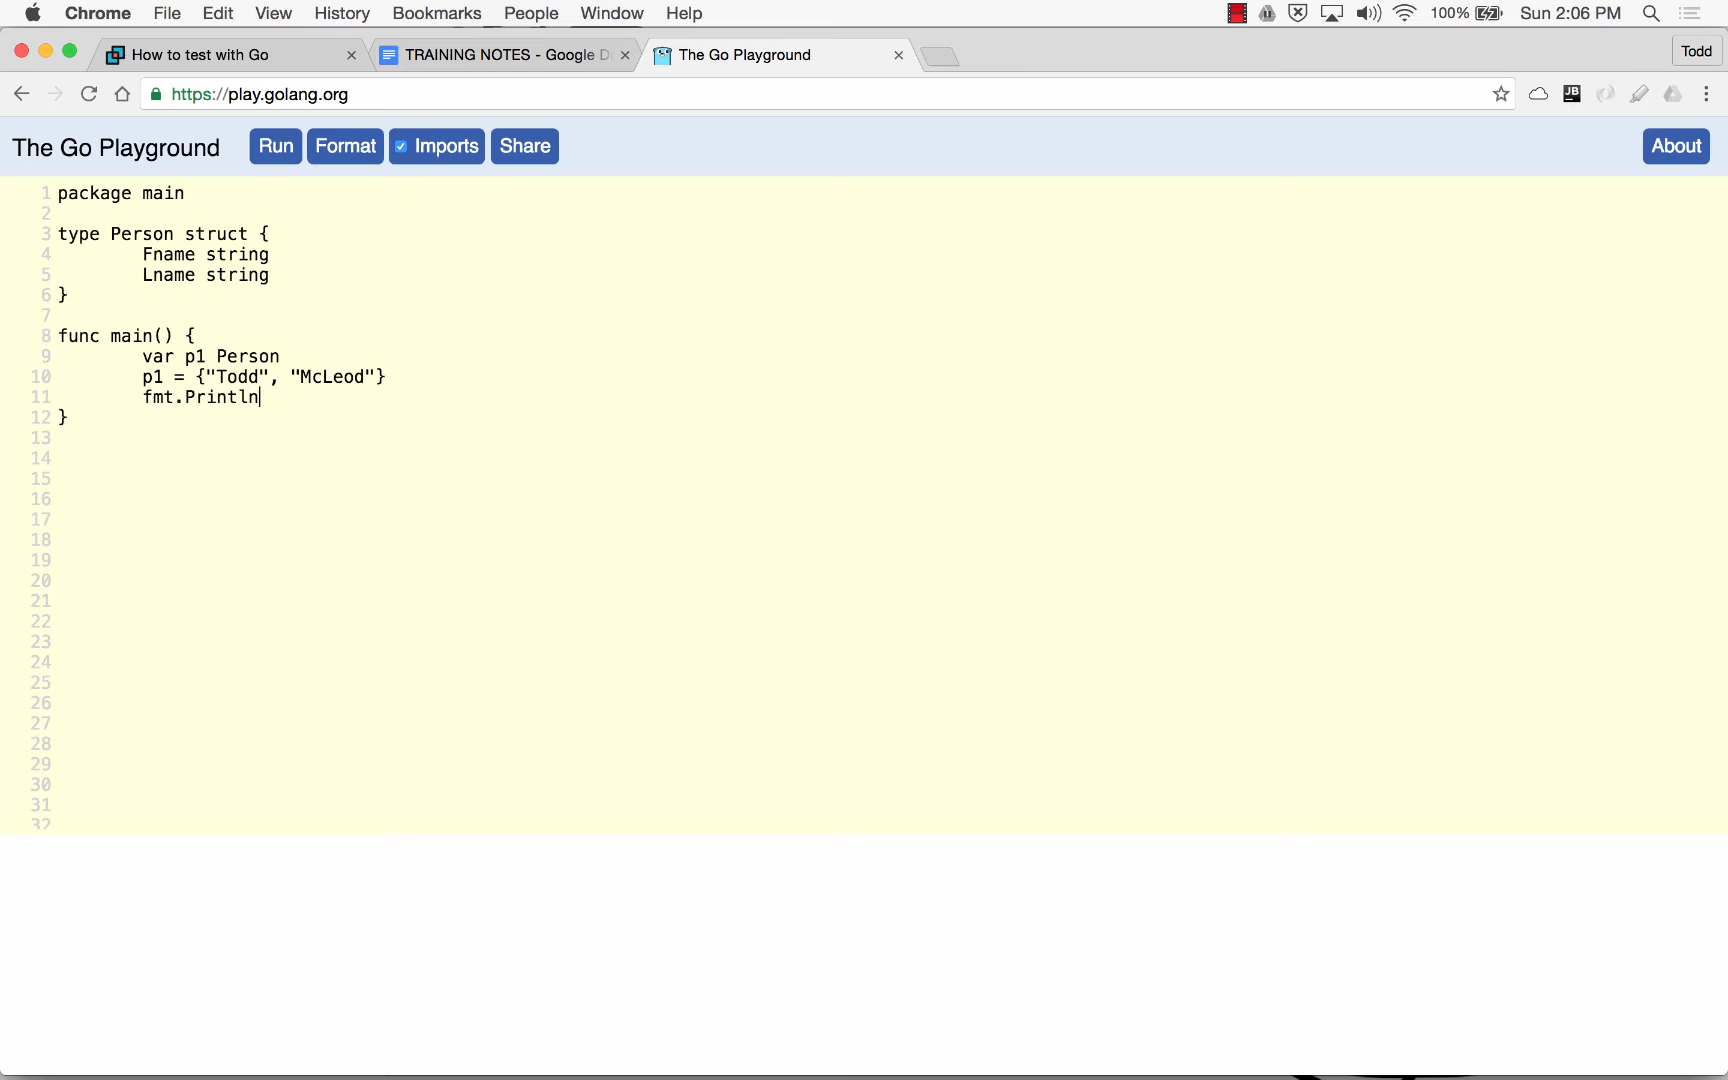 Chrome File Edit View History Bookmarks People Window Help 100% Sun 2:06 PM
How to test with Go TRAINING NOTES - Google D The Go Playground Todd
https://play.golang.org JB
The Go Playground Run Format Imports Share About
1 package main
2
3 type Person struct {
4 Fname string
5 Lname string
6 }
7
8 func main() {
9 var p1 Person
10 p1 = {"Todd", "McLeod"}
11 fmt.Println
12 }
13
14
15
16
17
18
19
20
21
22
23
24
25
26
27
28
29
30
31
32